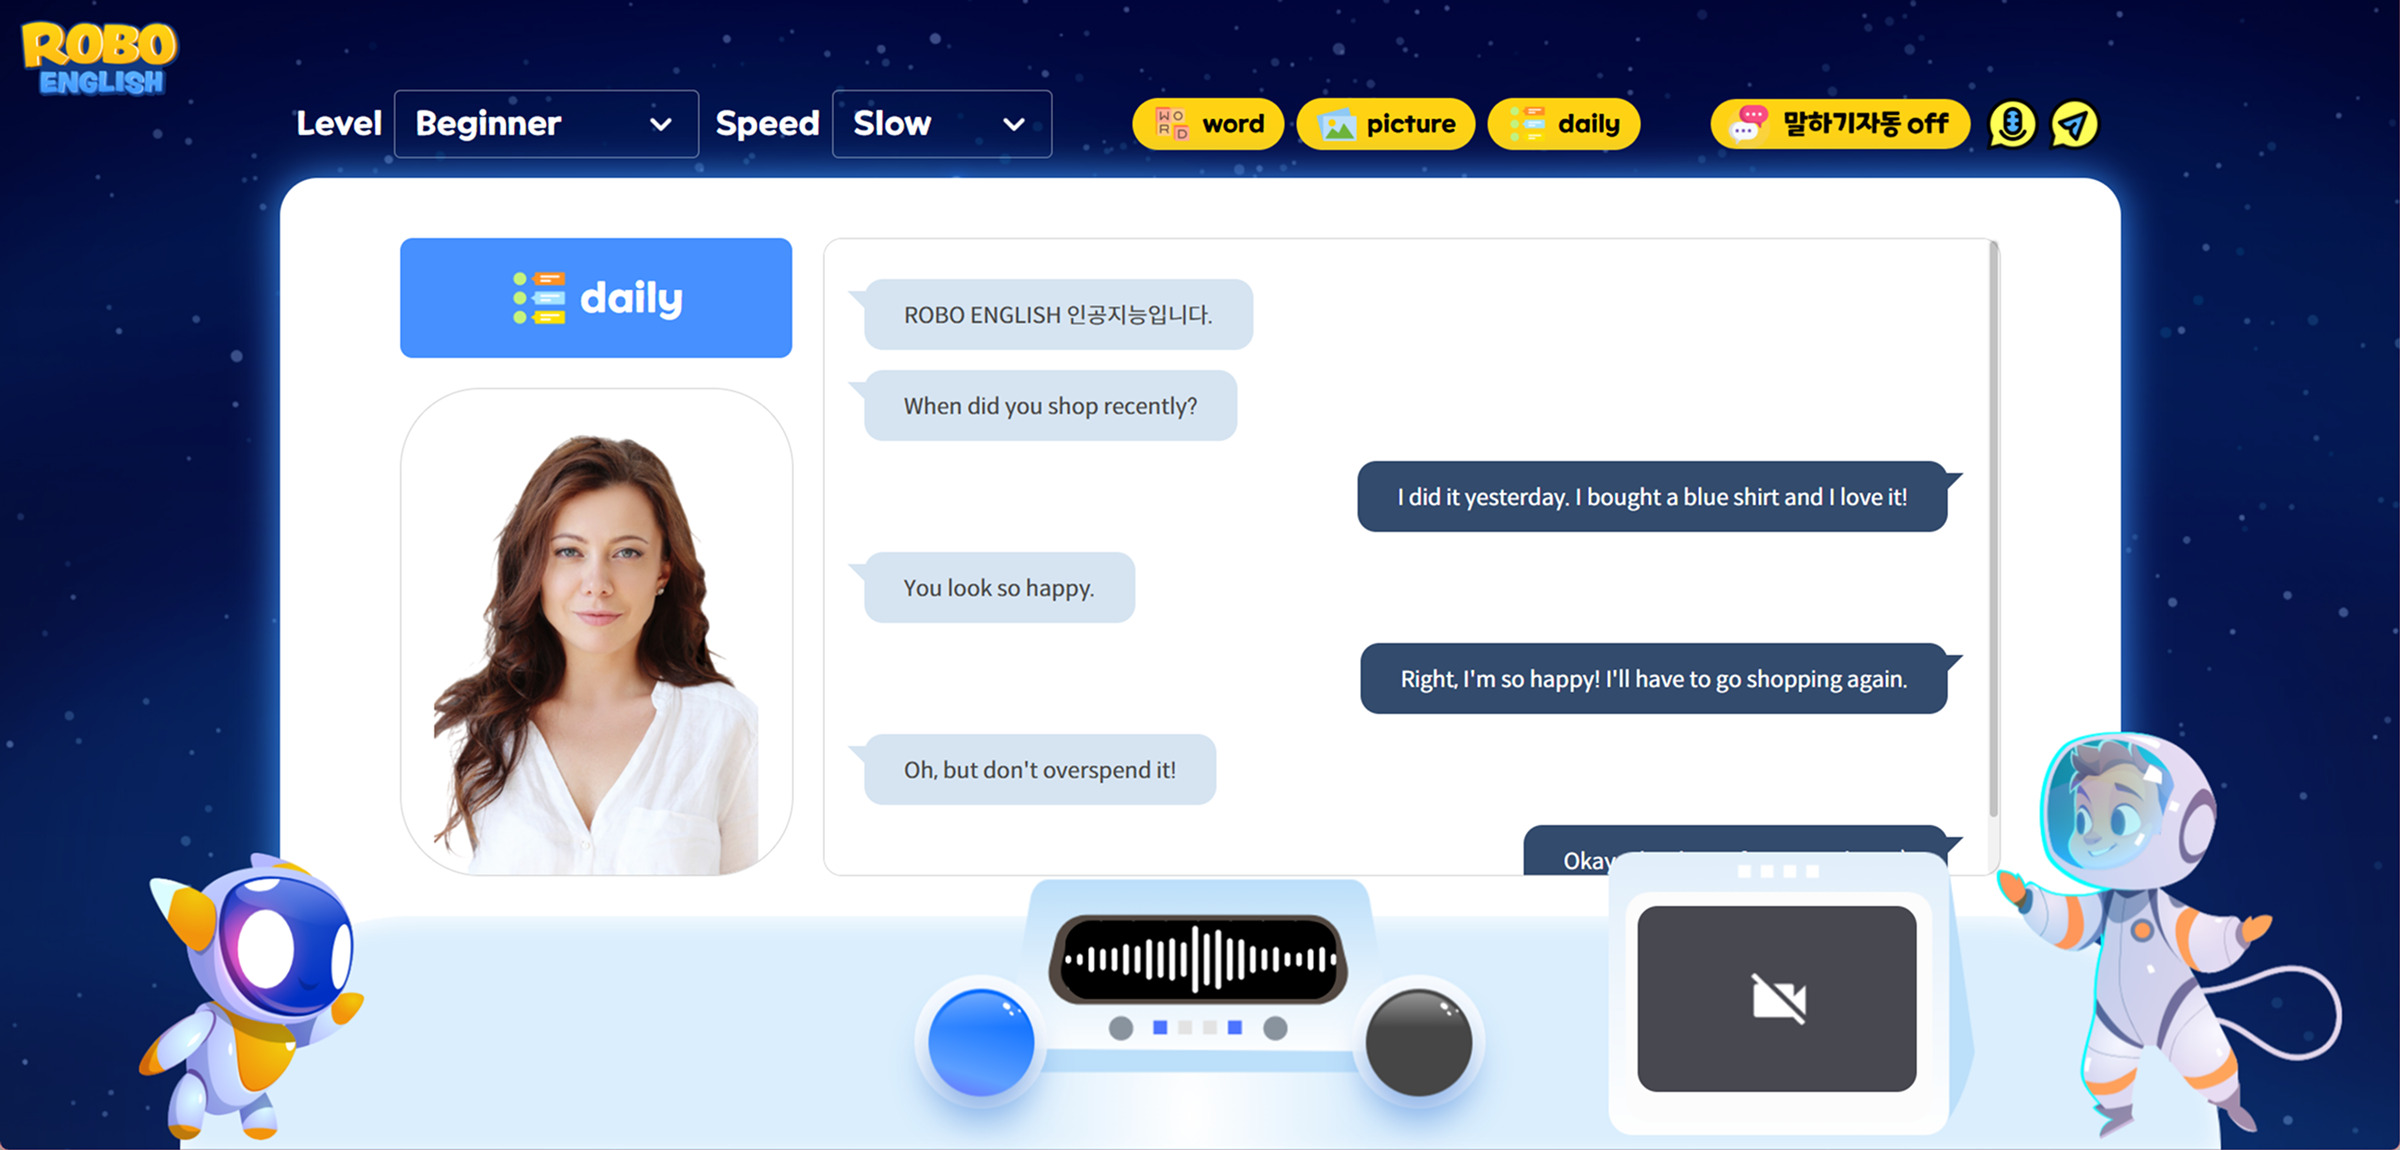 ROBO
ENGLISH
Level Beginner Speed Slow
WORD word picture daily
말하기자동 off
daily
ROBO ENGLISH 인공지능입니다.
When did you shop recently?
I did it yesterday. I bought a blue shirt and I love it!
You look so happy.
Right, I'm so happy! I'll have to go shopping again.
Oh, but don't overspend it!
Okay